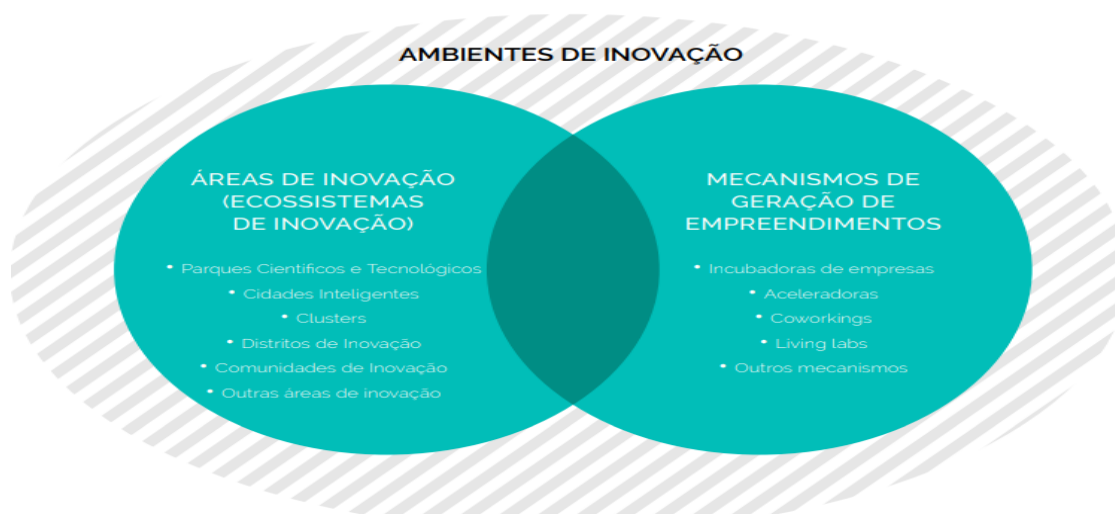 AMBIENTES DE INOVAÇÃO
ÁREAS DE INOVAÇÃO
(ECOSSISTEMAS
DE INOVAÇÃO)
• Parques Cientificos e Tecnológicos
• Cidades Inteligentes
• Clusters
• Distritos de Inovação
• Comunidades de Inovação
• Outras áreas de inovação
MECANISMOS DE
GERAÇÃO DE
EMPREENDIMENTOS
• Incubadoras de empresas
• Aceleradoras
• Coworkings
• Living labs
• Outros mecanismos